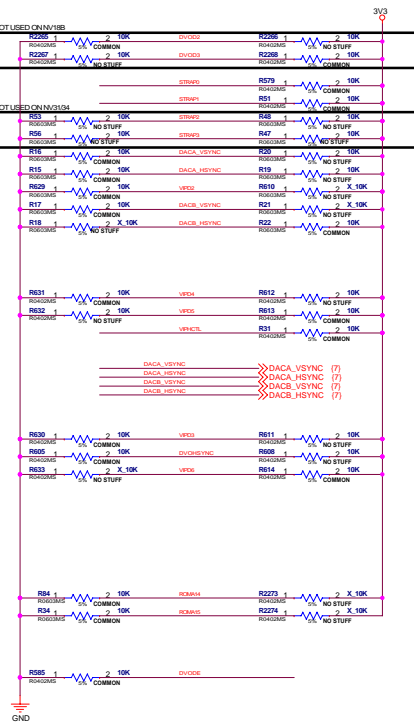 3V3
OT USED ON NV18B
R2265 1 2 10K DVOD2 R2266 1 2 10K
R0402MS 5% COMMON R0402MS 5% NO STUFF
R2267 1 2 10K DVOD3 R2268 1 2 10K
R0402MS 5% NO STUFF R0402MS 5% COMMON
STRAP0 R579 1 2 10K
R0402MS 5% COMMON
STRAP1 R51 1 2 10K
R0402MS 5% COMMON
OT USED ON NV31/34
R53 1 2 10K STRAP2 R48 1 2 10K
R0603MS 5% COMMON R0603MS 5% NO STUFF
R56 1 2 10K STRAP3 R47 1 2 10K
R0603MS 5% NO STUFF R0603MS 5% NO STUFF
R16 1 2 10K DACA_VSYNC R20 1 2 10K
R0603MS 5% COMMON R0603MS 5% NO STUFF
R15 1 2 10K DACA_HSYNC R19 1 2 10K
R0603MS 5% COMMON R0603MS 5% NO STUFF
R629 1 2 10K VIPD2 R610 1 2 X_10K
R0402MS 5% COMMON R0402MS 5% NO STUFF
R17 1 2 10K DACB_VSYNC R21 1 2 X_10K
R0603MS 5% COMMON R0603MS 5% NO STUFF
R18 1 2 X_10K DACB_HSYNC R22 1 2 10K
R0603MS 5% NO STUFF R0603MS 5% COMMON
R631 1 2 10K VIPD4 R612 1 2 10K
R0402MS 5% COMMON R0402MS 5% NO STUFF
R632 1 2 10K VIPD5 R613 1 2 10K
R0402MS 5% NO STUFF R0402MS 5% COMMON
VIPHCTL R31 1 2 10K
R0402MS 5% COMMON
DACA_VSYNC DACA_VSYNC (7)
DACA_HSYNC DACA_HSYNC (7)
DACB_VSYNC DACB_VSYNC (7)
DACB_HSYNC DACB_HSYNC (7)
R630 1 2 10K VIPD3 R611 1 2 10K
R0402MS 5% COMMON R0402MS 5% NO STUFF
R605 1 2 10K DVOHSYNC R608 1 2 10K
R0402MS 5% COMMON R0402MS 5% NO STUFF
R633 1 2 X_10K VIPD6 R614 1 2 10K
R0402MS 5% NO STUFF R0402MS 5% COMMON
R84 1 2 10K ROMA14 R2273 1 2 X_10K
R0603MS 5% COMMON R0402MS 5% NO STUFF
R34 1 2 10K ROMA15 R2274 1 2 X_10K
R0603MS 5% COMMON R0402MS 5% NO STUFF
R585 1 2 10K DVODE
R0402MS 5% COMMON
GND